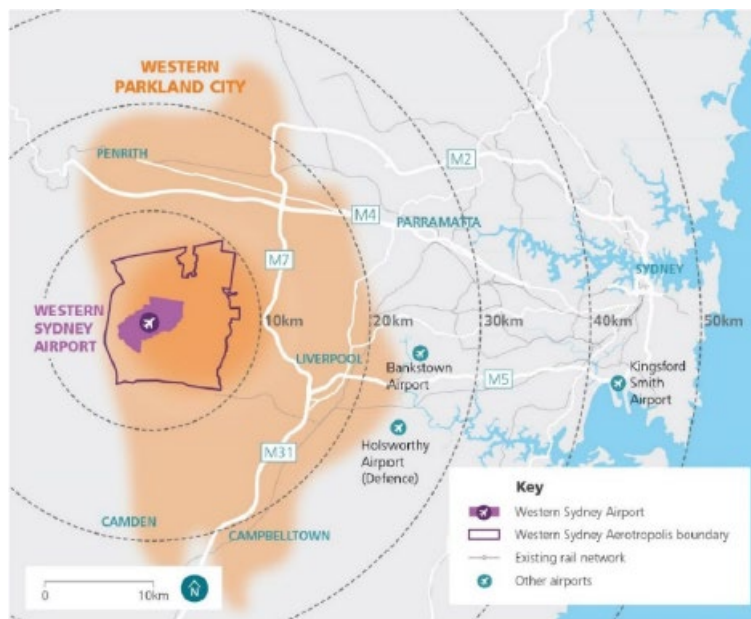 WESTERN
PARKLAND CITY
PENRITH
M2
M4
PARRAMATTA
M7
SYDNEY
WESTERN
SYDNEY
AIRPORT
10km
20km
30km
40km
50km
LIVERPOOL
Bankstown
Airport
M5
Kingsford
Smith
Airport
Holsworthy
Airport
(Defence)
M31
CAMDEN
CAMPBELLTOWN
Key
Western Sydney Airport
Western Sydney Aerotropolis boundary
Existing rail network
Other airports
0
10km
N